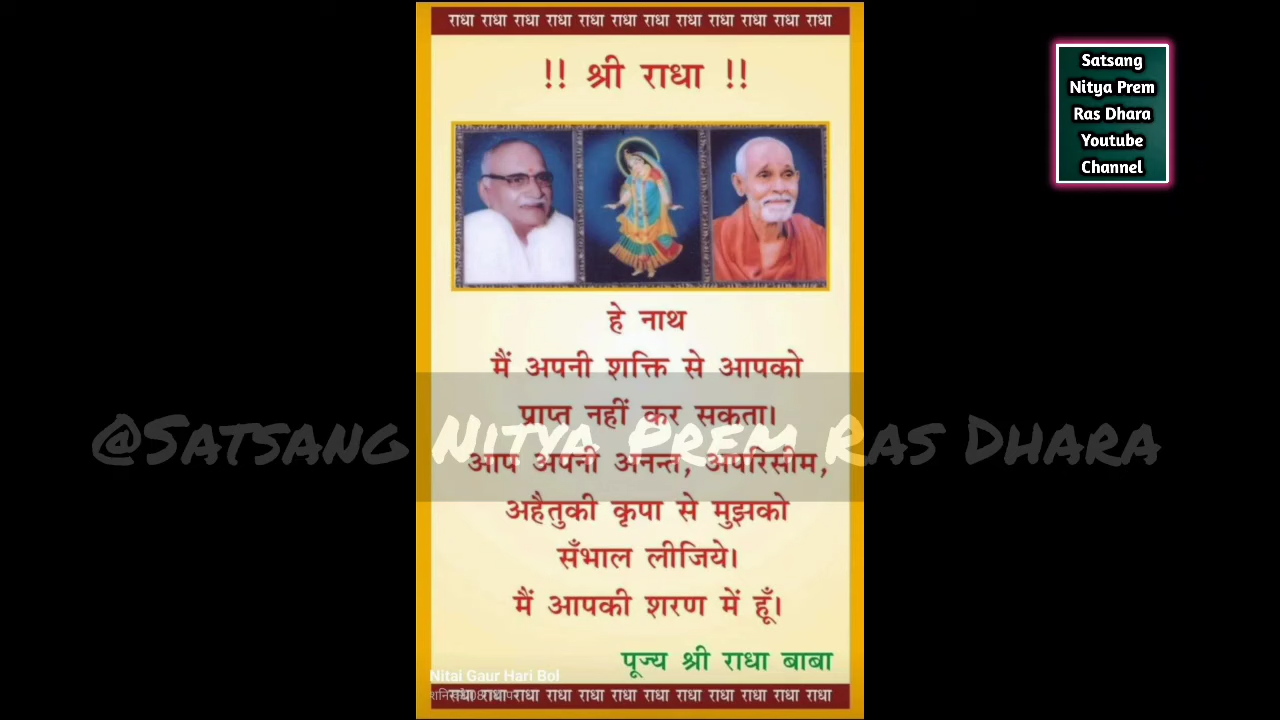 राधा राधा राधा राधा राधा राधा राधा राधा राधा राधा राधा राधा
!! श्री राधा !!
Satsang
Nitya Prem
Ras Dhara
Youtube
Channel
हे नाथ
मैं अपनी शक्ति से आपको
प्राप्त नहीं कर सकता।
@Satsang Nitya Prem Ras Dhara
आप अपनी अनन्त, अपरिसीम,
अहैतुकी कृपा से मुझको
सँभाल लीजिये।
मैं आपकी शरण में हूँ।
पूज्य श्री राधा बाबा
Nitai Gaur Hari Bol
राधा राधा राधा राधा राधा राधा राधा राधा राधा राधा राधा राधा